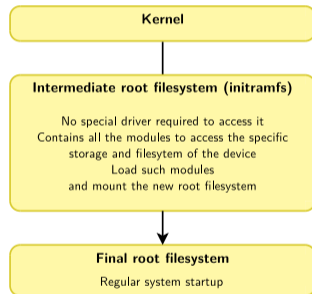 Kernel
Intermediate root filesystem (initramfs)
No special driver required to access it
Contains all the modules to access the specific
storage and filesytem of the device
Load such modules
and mount the new root filesystem
Final root filesystem
Regular system startup